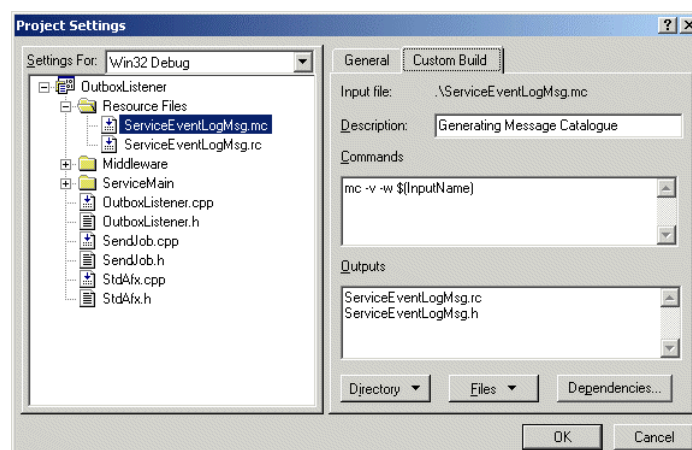 Project Settings
Settings For: Win32 Debug
OutboxListener
Resource Files
ServiceEventLogMsg.mc
ServiceEventLogMsg.rc
Middleware
ServiceMain
OutboxListener.cpp
OutboxListener.h
SendJob.cpp
SendJob.h
StdAfx.cpp
StdAfx.h
General Custom Build
Input file: .\ServiceEventLogMsg.mc
Description: Generating Message Catalogue
Commands
mc -v -w $(InputName)
Outputs
ServiceEventLogMsg.rc
ServiceEventLogMsg.h
Directory Files Dependencies...
OK Cancel